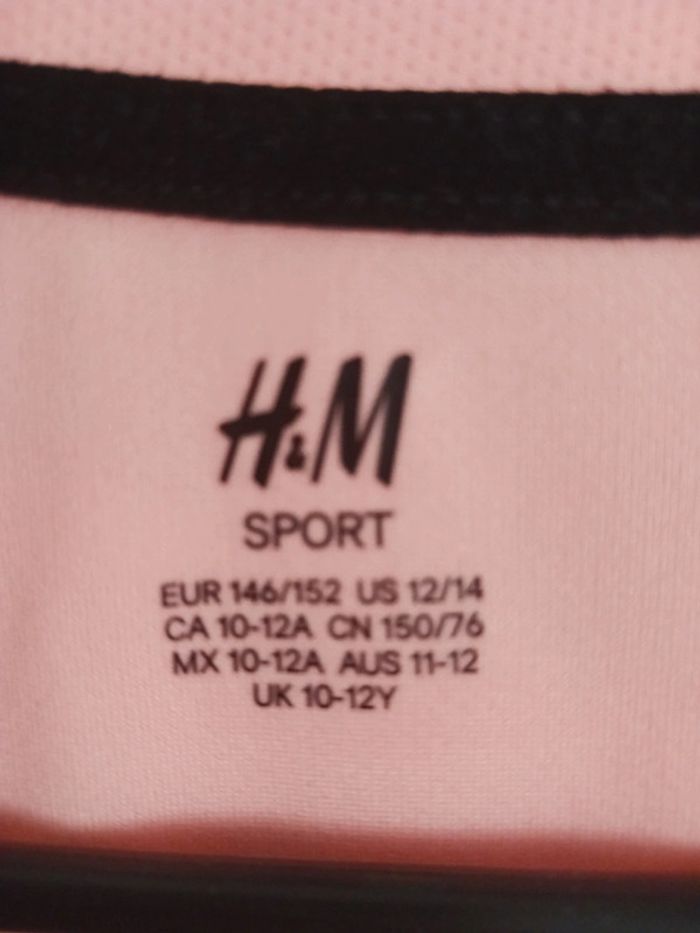 H&M
SPORT
EUR 146/152 US 12/14
CA 10-12A CN 150/76
MX 10-12A AUS 11-12
UK 10-12Y